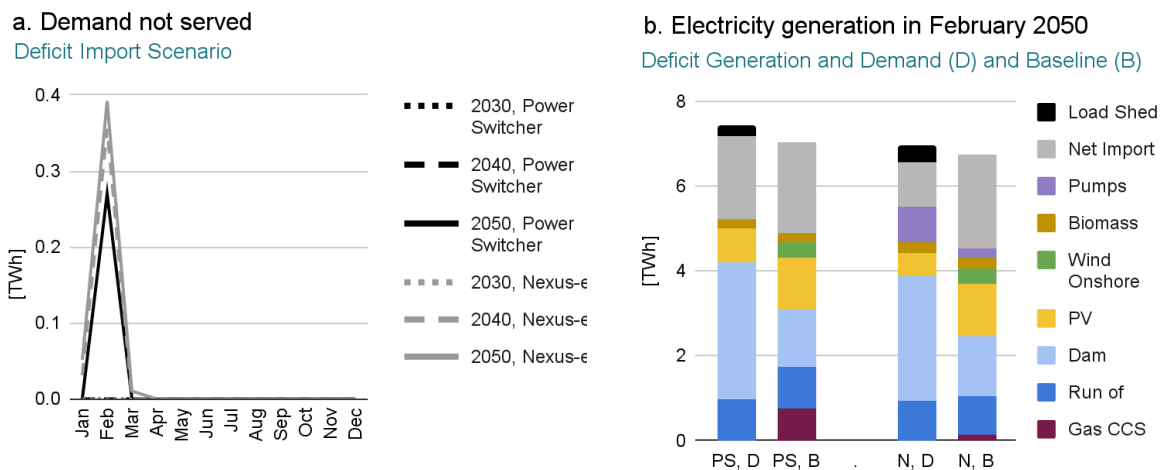 a. Demand not served
Deficit Import Scenario
[TWh]
0.4
0.3
0.2
0.1
0.0
Jan
Feb
Mar
Apr
May
Jun
Jul
Aug
Sep
Oct
Nov
Dec
2030, Power
Switcher
2040, Power
Switcher
2050, Power
Switcher
2030, Nexus-e
2040, Nexus-e
2050, Nexus-e
b. Electricity generation in February 2050
Deficit Generation and Demand (D) and Baseline (B)
[TWh]
8
6
4
2
0
PS, D
PS, B
.
N, D
N, B
Load Shed
Net Import
Pumps
Biomass
Wind
Onshore
PV
Dam
Run of
Gas CCS